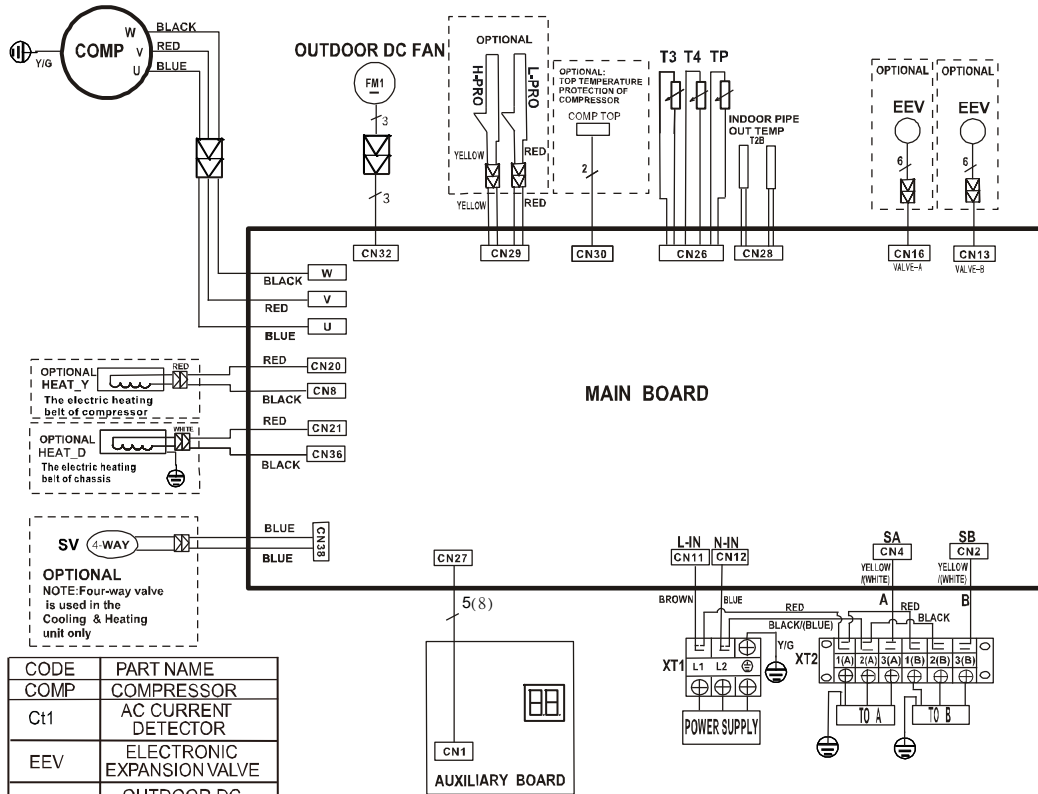 COMP
W
V
U
Y/G
BLACK
RED
BLUE
OUTDOOR DC FAN
FM1
3
3
OPTIONAL
H-PRO
L-PRO
YELLOW
RED
YELLOW
RED
OPTIONAL:
TOP TEMPERATURE
PROTECTION OF
COMPRESSOR
COMP TOP
2
T3 T4 TP
INDOOR PIPE
OUT TEMP
T2B
OPTIONAL
EEV
6
OPTIONAL
EEV
6
CN32
CN29
CN30
CN26
CN28
CN16
VALVE-A
CN13
VALVE-B
BLACK
W
RED
V
BLUE
U
OPTIONAL
HEAT_Y
The electric heating
belt of compressor
RED
RED
CN20
BLACK
CN8
OPTIONAL
HEAT_D
The electric heating
belt of chassis
WHITE
RED
CN21
BLACK
CN36
MAIN BOARD
SV
4-WAY
OPTIONAL
NOTE:Four-way valve
is used in the
Cooling & Heating
unit only
BLUE
BLUE
CN38
CN27
5(8)
L-IN N-IN
CN11 CN12
BROWN
BLUE
SA
CN4
YELLOW
/(WHITE)
A
SB
CN2
YELLOW
/(WHITE)
B
RED
RED
BLACK/(BLUE)
BLACK
Y/G
XT1
L1
L2
POWER SUPPLY
XT2
1(A) 2(A) 3(A) 1(B) 2(B) 3(B)
TO A
TO B
88
CN1
AUXILIARY BOARD
CODE PART NAME
COMP COMPRESSOR
Ct1 AC CURRENT
DETECTOR
EEV ELECTRONIC
EXPANSION VALVE
OUTDOOR DC